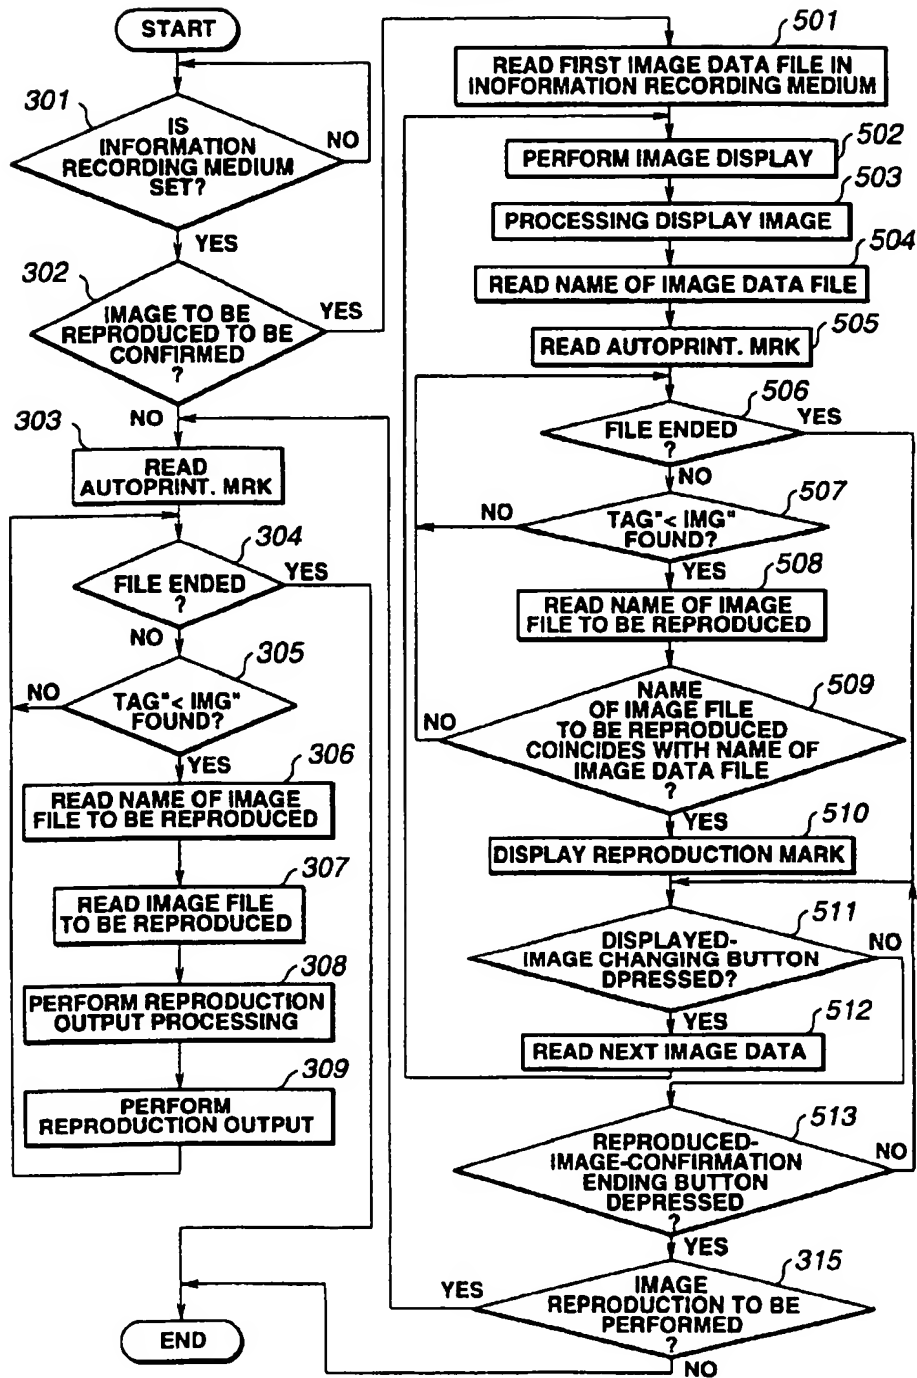 START
301
IS
INFORMATION
RECORDING MEDIUM
SET?
NO
YES
302
IMAGE TO BE
REPRODUCED TO BE
CONFIRMED
?
YES
NO
303
READ
AUTOPRINT. MRK
304
FILE ENDED
?
YES
NO
305
TAG"< IMG"
FOUND?
NO
YES
306
READ NAME OF IMAGE
FILE TO BE REPRODUCED
307
READ IMAGE FILE
TO BE REPRODUCED
308
PERFORM REPRODUCTION
OUTPUT PROCESSING
309
PERFORM
REPRODUCTION OUTPUT
END
501
READ FIRST IMAGE DATA FILE IN
INOFORMATION RECORDING MEDIUM
502
PERFORM IMAGE DISPLAY
503
PROCESSING DISPLAY IMAGE
504
READ NAME OF IMAGE DATA FILE
505
READ AUTOPRINT. MRK
506
FILE ENDED
?
YES
NO
507
TAG"< IMG"
FOUND?
NO
YES
508
READ NAME OF IMAGE
FILE TO BE REPRODUCED
509
NAME
OF IMAGE FILE
TO BE REPRODUCED
COINCIDES WITH NAME OF
IMAGE DATA FILE
?
NO
YES
510
DISPLAY REPRODUCTION MARK
511
DISPLAYED-
IMAGE CHANGING BUTTON
DPRESSED?
NO
YES
512
READ NEXT IMAGE DATA
513
REPRODUCED-
IMAGE-CONFIRMATION
ENDING BUTTON
DEPRESSED
?
NO
YES
315
IMAGE
REPRODUCTION TO BE
PERFORMED
?
YES
NO